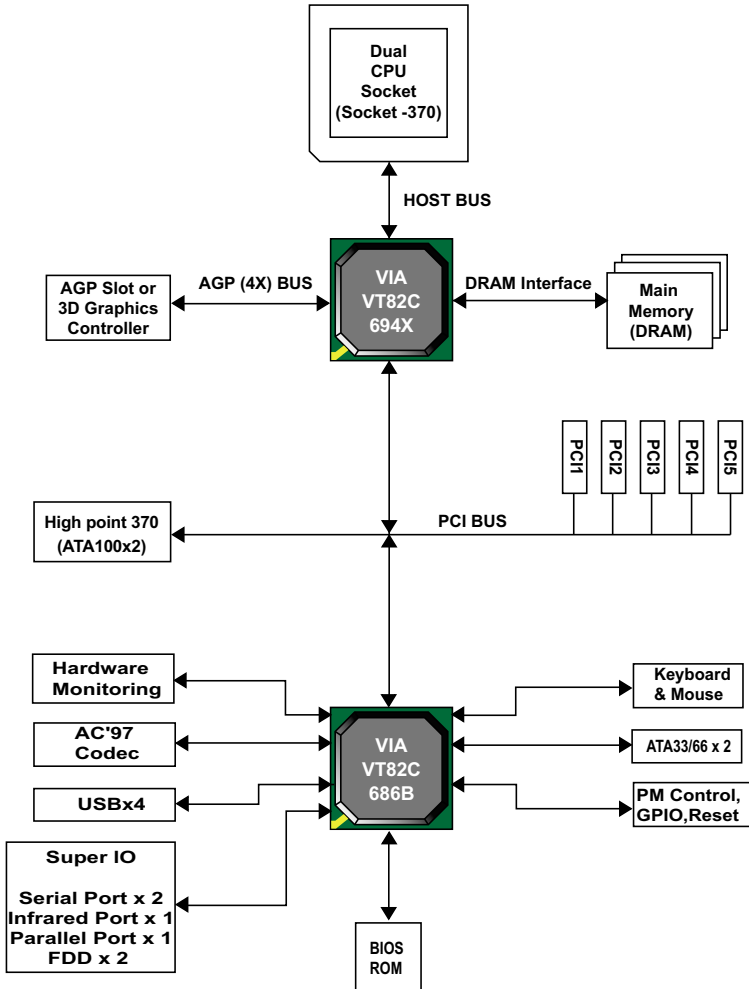 Dual
CPU
Socket
(Socket -370)
HOST BUS
AGP (4X) BUS
DRAM Interface
VIA
VT82C
694X
AGP Slot or
3D Graphics
Controller
Main
Memory
(DRAM)
PCI1
PCI2
PCI3
PCI4
PCI5
High point 370
(ATA100x2)
PCI BUS
Hardware
Monitoring
Keyboard
& Mouse
AC'97
Codec
VIA
VT82C
686B
ATA33/66 x 2
USBx4
PM Control,
GPIO,Reset
Super IO
Serial Port x 2
Infrared Port x 1
Parallel Port x 1
FDD x 2
BIOS
ROM